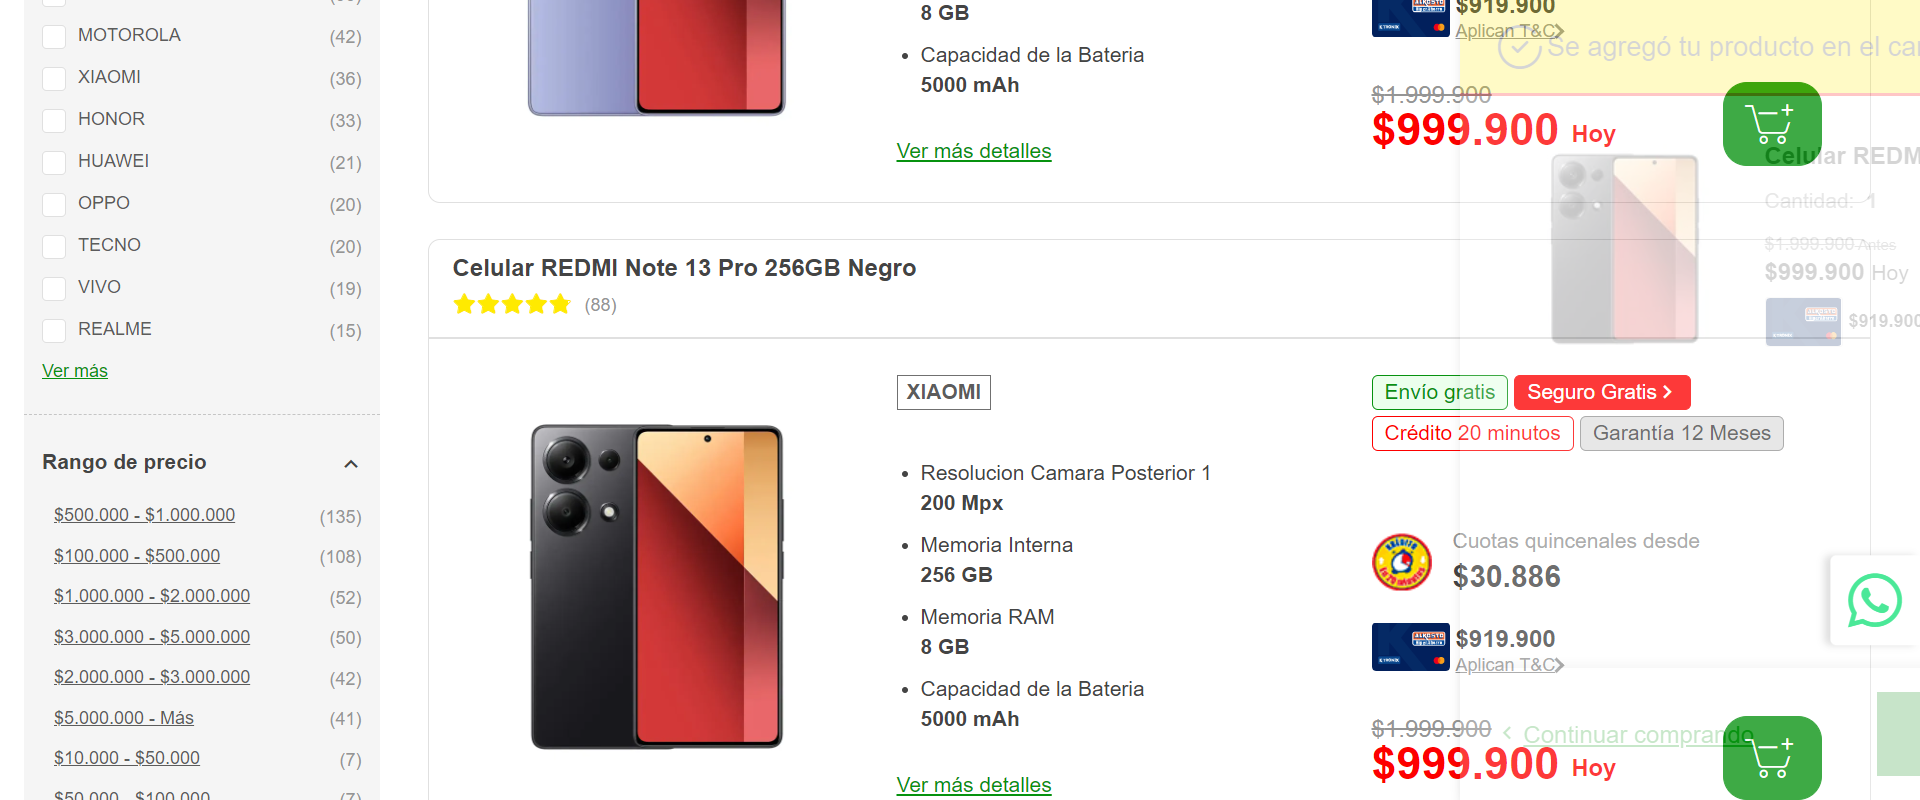 MOTOROLA (42)
XIAOMI (36)
HONOR (33)
HUAWEI (21)
OPPO (20)
TECNO (20)
VIVO (19)
REALME (15)
Ver más
Rango de precio
$500.000 - $1.000.000 (135)
$100.000 - $500.000 (108)
$1.000.000 - $2.000.000 (52)
$3.000.000 - $5.000.000 (50)
$2.000.000 - $3.000.000 (42)
$5.000.000 - Más (41)
$10.000 - $50.000 (7)
$50.000 - $100.000 (7)
8 GB
• Capacidad de la Bateria
5000 mAh
Ver más detalles
$919.900
Aplican T&C
$1.999.900
$999.900 Hoy
Celular REDMI Note 13 Pro 256GB Negro
(88)
XIAOMI
• Resolucion Camara Posterior 1
200 Mpx
• Memoria Interna
256 GB
• Memoria RAM
8 GB
• Capacidad de la Bateria
5000 mAh
Ver más detalles
Envío gratis
Seguro Gratis
Crédito 20 minutos
Garantía 12 Meses
Cuotas quincenales desde
$30.886
ALKOSTO
$919.900
Aplican T&C
$1.999.900
$999.900 Hoy
Se agregó tu producto en el ca
Celular REDM
Cantidad: 1
$1.999.900 Antes
$999.900 Hoy
$919.900
Continuar comprando